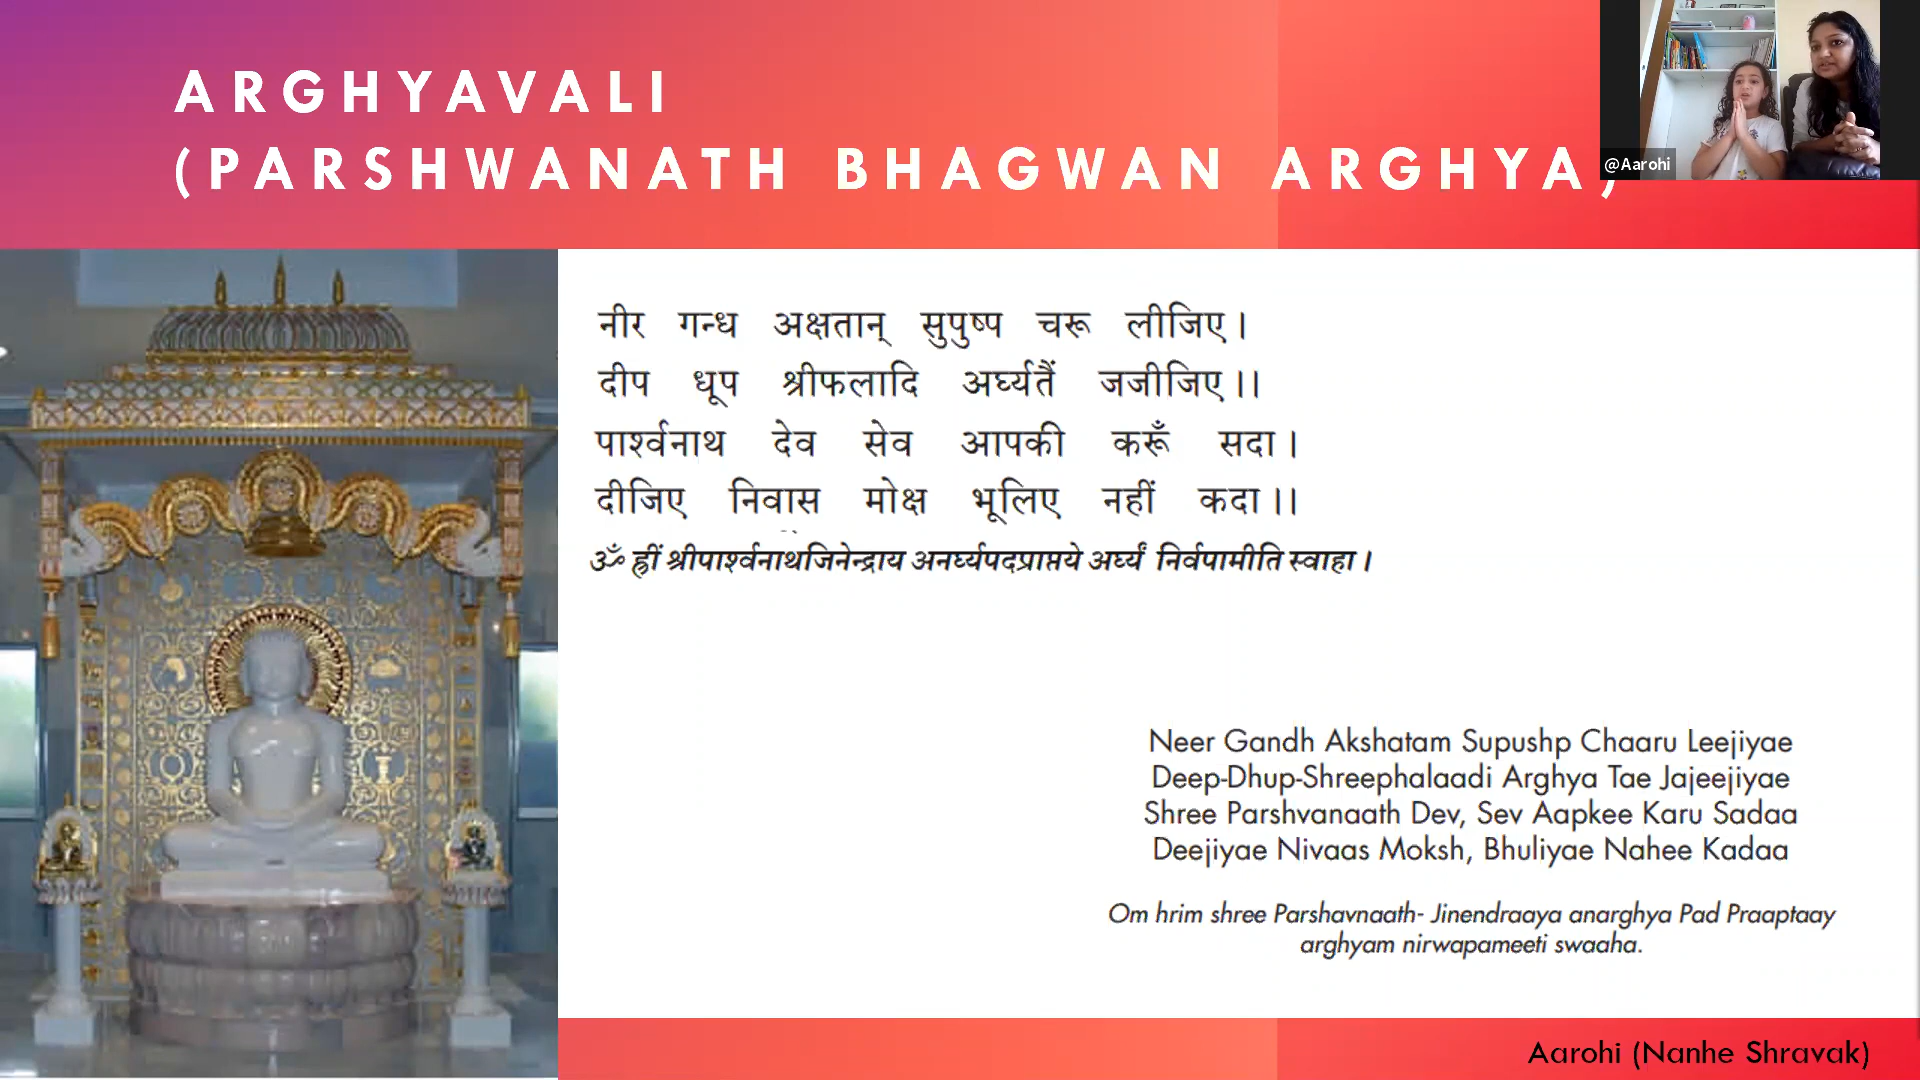 ARGHYAVALI
(PARSHWANATH BHAGWAN ARGHYA)
@Aarohi
नीर गन्ध अक्षतान् सुपुष्प चरू लीजिए।
दीप धूप श्रीफलादि अर्घ्यतैं जजीजिए।।
पार्श्वनाथ देव सेव आपकी करूँ सदा।
दीजिए निवास मोक्ष भूलिए नहीं कदा।।
ॐ ह्रीं श्रीपार्श्वनाथजिनेन्द्राय अनर्घ्यपदप्राप्तये अर्घ्यं निर्वपामीति स्वाहा।
Neer Gandh Akshatam Supushp Chaaru Leejiyae
Deep-Dhup-Shreephalaadi Arghya Tae Jajeejiyae
Shree Parshvanaath Dev, Sev Aapkee Karu Sadaa
Deejiyae Nivaas Moksh, Bhuliyae Nahee Kadaa
Om hrim shree Parshavnaath- Jinendraaya anarghya Pad Praaptaay
arghyam nirwapameeti swaaha.
Aarohi (Nanhe Shravak)